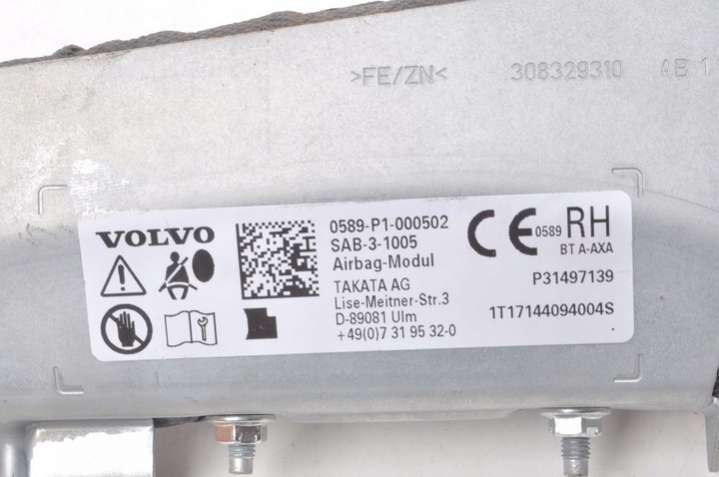 >FE/ZN< 308329310 AB 1
VOLVO
0589-P1-000502
SAB-3-1005
Airbag-Modul
TAKATA AG
Lise-Meitner-Str.3
D-89081 Ulm
+49(0)7 31 95 32-0
CE 0589 RH
BT A-AXA
P31497139
1T17144094004S